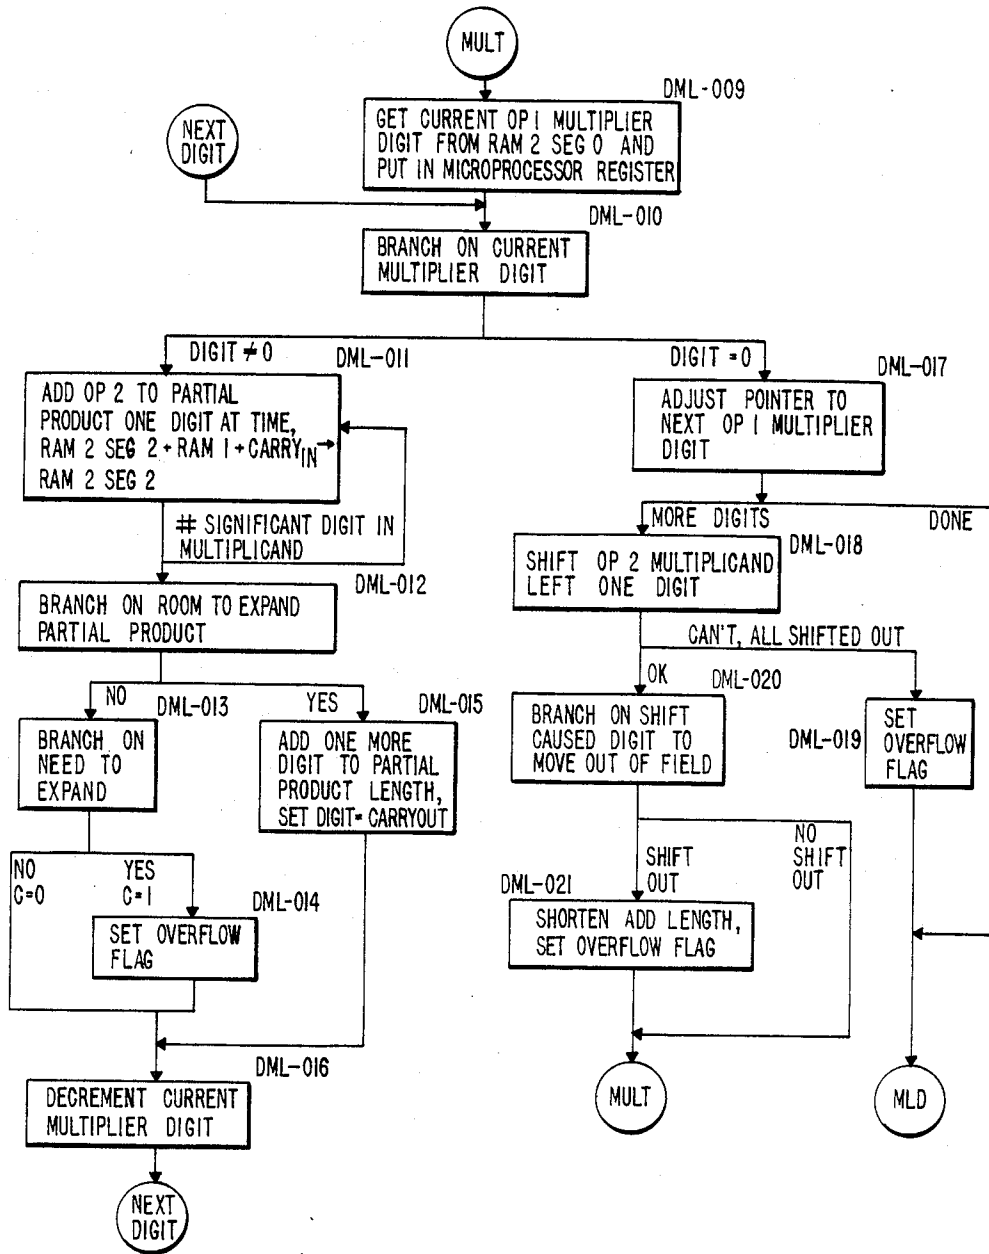 MULT
DML-009
GET CURRENT OP 1 MULTIPLIER
DIGIT FROM RAM 2 SEG 0 AND
PUT IN MICROPROCESSOR REGISTER
NEXT
DIGIT
DML-010
BRANCH ON CURRENT
MULTIPLIER DIGIT
DIGIT ≠ 0
DML-011
ADD OP 2 TO PARTIAL
PRODUCT ONE DIGIT AT TIME,
RAM 2 SEG 2 + RAM 1 + CARRY_IN →
RAM 2 SEG 2
# SIGNIFICANT DIGIT IN
MULTIPLICAND
DML-012
BRANCH ON ROOM TO EXPAND
PARTIAL PRODUCT
NO
DML-013
BRANCH ON
NEED TO
EXPAND
YES
DML-015
ADD ONE MORE
DIGIT TO PARTIAL
PRODUCT LENGTH,
SET DIGIT=CARRYOUT
NO
C=0
YES
C=1
DML-014
SET OVERFLOW
FLAG
DML-016
DECREMENT CURRENT
MULTIPLIER DIGIT
NEXT
DIGIT
DIGIT = 0
DML-017
ADJUST POINTER TO
NEXT OP 1 MULTIPLIER
DIGIT
MORE DIGITS
DONE
DML-018
SHIFT OP 2 MULTIPLICAND
LEFT ONE DIGIT
CAN'T, ALL SHIFTED OUT
OK
DML-020
BRANCH ON SHIFT
CAUSED DIGIT TO
MOVE OUT OF FIELD
DML-019
SET
OVERFLOW
FLAG
SHIFT
OUT
NO
SHIFT
OUT
DML-021
SHORTEN ADD LENGTH,
SET OVERFLOW FLAG
MULT
MLD